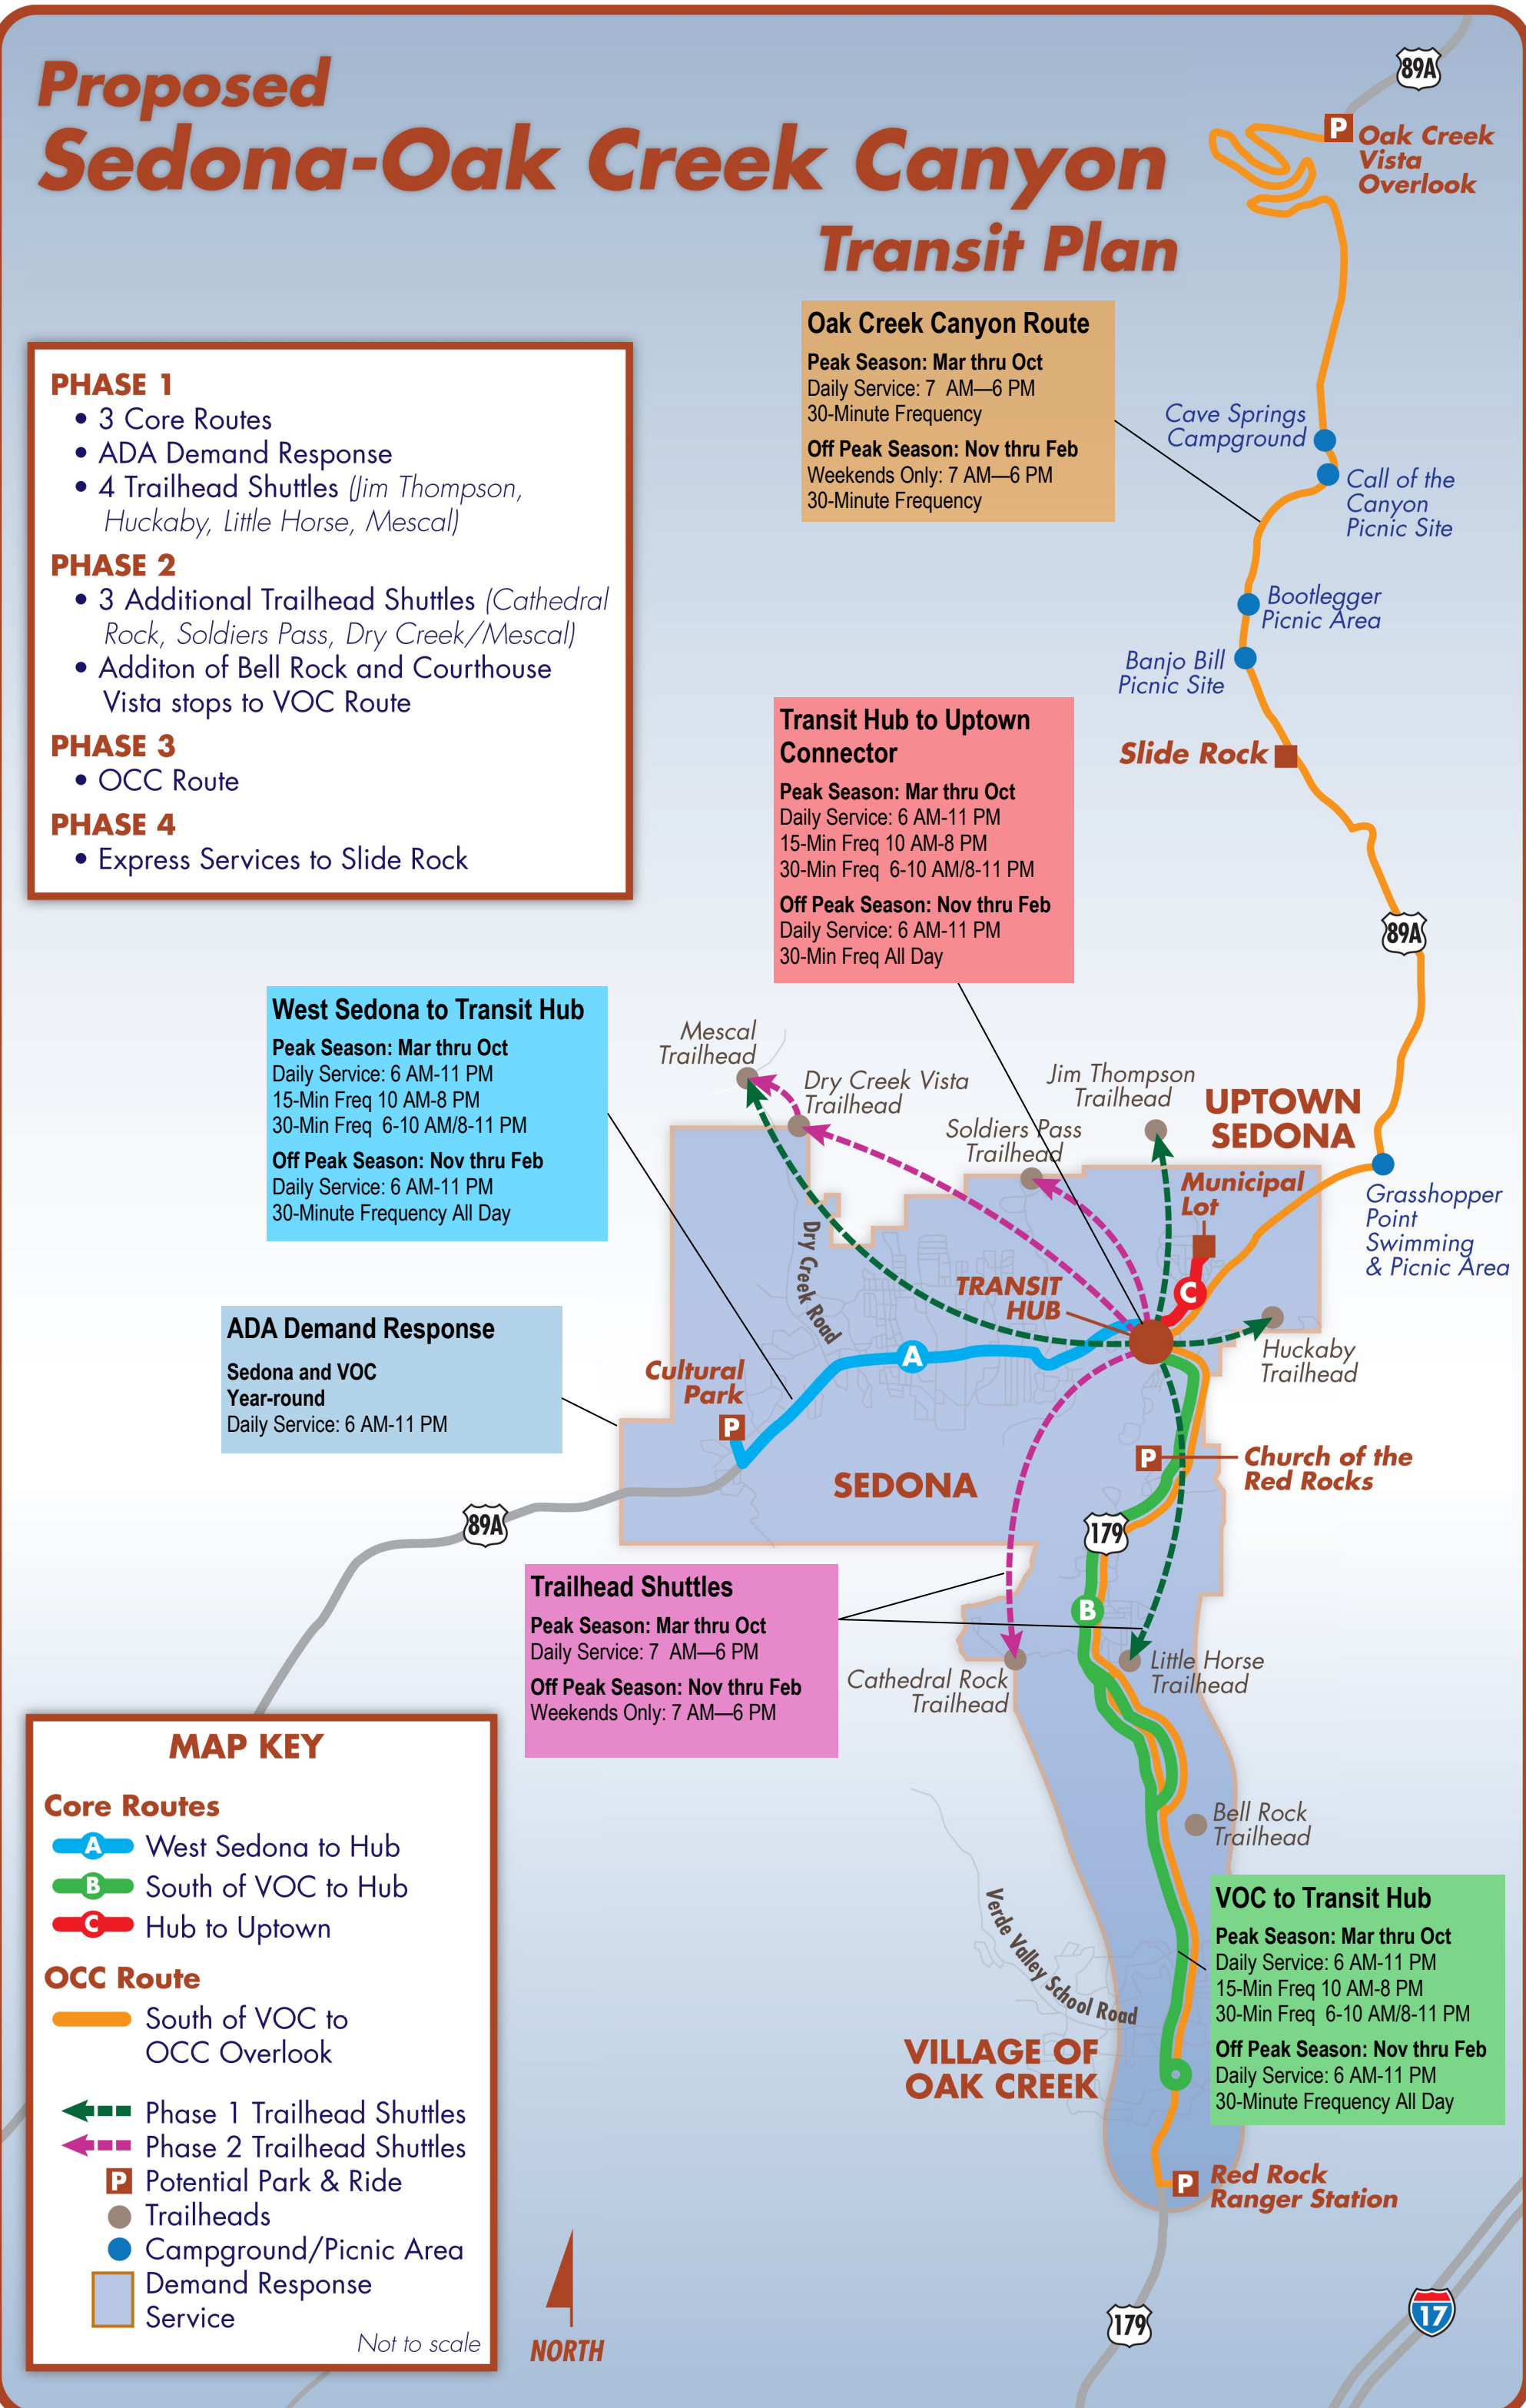 Proposed
Sedona-Oak Creek Canyon
Transit Plan
89A
P
Oak Creek
Vista
Overlook
Oak Creek Canyon Route
Peak Season: Mar thru Oct
Daily Service: 7 AM—6 PM
30-Minute Frequency
Off Peak Season: Nov thru Feb
Weekends Only: 7 AM—6 PM
30-Minute Frequency
PHASE 1
• 3 Core Routes
• ADA Demand Response
• 4 Trailhead Shuttles (Jim Thompson,
Huckaby, Little Horse, Mescal)
PHASE 2
• 3 Additional Trailhead Shuttles (Cathedral
Rock, Soldiers Pass, Dry Creek/Mescal)
• Additon of Bell Rock and Courthouse
Vista stops to VOC Route
PHASE 3
• OCC Route
PHASE 4
• Express Services to Slide Rock
Cave Springs
Campground
Call of the
Canyon
Picnic Site
Bootlegger
Picnic Area
Banjo Bill
Picnic Site
Slide Rock
89A
Transit Hub to Uptown
Connector
Peak Season: Mar thru Oct
Daily Service: 6 AM-11 PM
15-Min Freq 10 AM-8 PM
30-Min Freq 6-10 AM/8-11 PM
Off Peak Season: Nov thru Feb
Daily Service: 6 AM-11 PM
30-Min Freq All Day
West Sedona to Transit Hub
Peak Season: Mar thru Oct
Daily Service: 6 AM-11 PM
15-Min Freq 10 AM-8 PM
30-Min Freq 6-10 AM/8-11 PM
Off Peak Season: Nov thru Feb
Daily Service: 6 AM-11 PM
30-Minute Frequency All Day
Mescal
Trailhead
Dry Creek Vista
Trailhead
Soldiers Pass
Trailhead
Jim Thompson
Trailhead
UPTOWN
SEDONA
Municipal
Lot
Grasshopper
Point
Swimming
& Picnic Area
Dry Creek Road
TRANSIT
HUB
C
A
Huckaby
Trailhead
ADA Demand Response
Sedona and VOC
Year-round
Daily Service: 6 AM-11 PM
Cultural
Park
P
SEDONA
P
Church of the
Red Rocks
89A
179
Trailhead Shuttles
Peak Season: Mar thru Oct
Daily Service: 7 AM—6 PM
Off Peak Season: Nov thru Feb
Weekends Only: 7 AM—6 PM
B
Cathedral Rock
Trailhead
Little Horse
Trailhead
Bell Rock
Trailhead
Verde Valley School Road
VILLAGE OF
OAK CREEK
VOC to Transit Hub
Peak Season: Mar thru Oct
Daily Service: 6 AM-11 PM
15-Min Freq 10 AM-8 PM
30-Min Freq 6-10 AM/8-11 PM
Off Peak Season: Nov thru Feb
Daily Service: 6 AM-11 PM
30-Minute Frequency All Day
P
Red Rock
Ranger Station
179
17
MAP KEY
Core Routes
A West Sedona to Hub
B South of VOC to Hub
C Hub to Uptown
OCC Route
South of VOC to
OCC Overlook
Phase 1 Trailhead Shuttles
Phase 2 Trailhead Shuttles
P Potential Park & Ride
Trailheads
Campground/Picnic Area
Demand Response
Service
Not to scale
NORTH